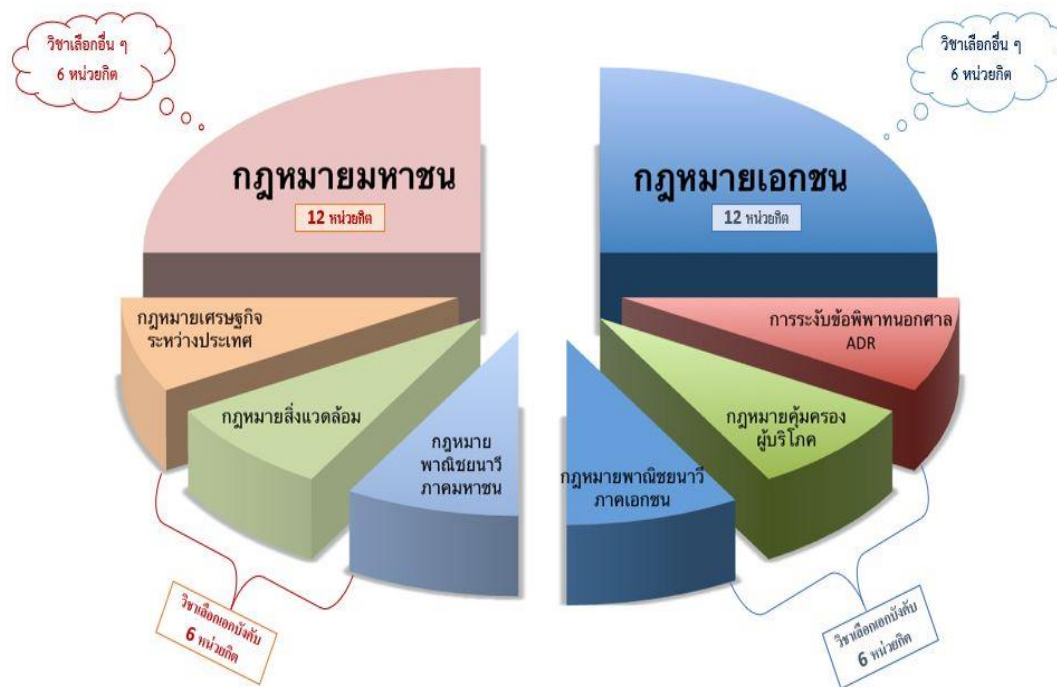 วิชาเลือกอื่น ๆ
6 หน่วยกิต
วิชาเลือกอื่น ๆ
6 หน่วยกิต
กฎหมายมหาชน
12 หน่วยกิต
กฎหมายเอกชน
12 หน่วยกิต
กฎหมายเศรษฐกิจ
ระหว่างประเทศ
กฎหมายสิ่งแวดล้อม
กฎหมาย
พาณิชยนาวี
ภาคมหาชน
กฎหมายพาณิชยนาวี
ภาคเอกชน
กฎหมายคุ้มครอง
ผู้บริโภค
การระงับข้อพิพาทนอกศาล
ADR
วิชาเลือกเอกบังคับ
6 หน่วยกิต
วิชาเลือกเอกบังคับ
6 หน่วยกิต